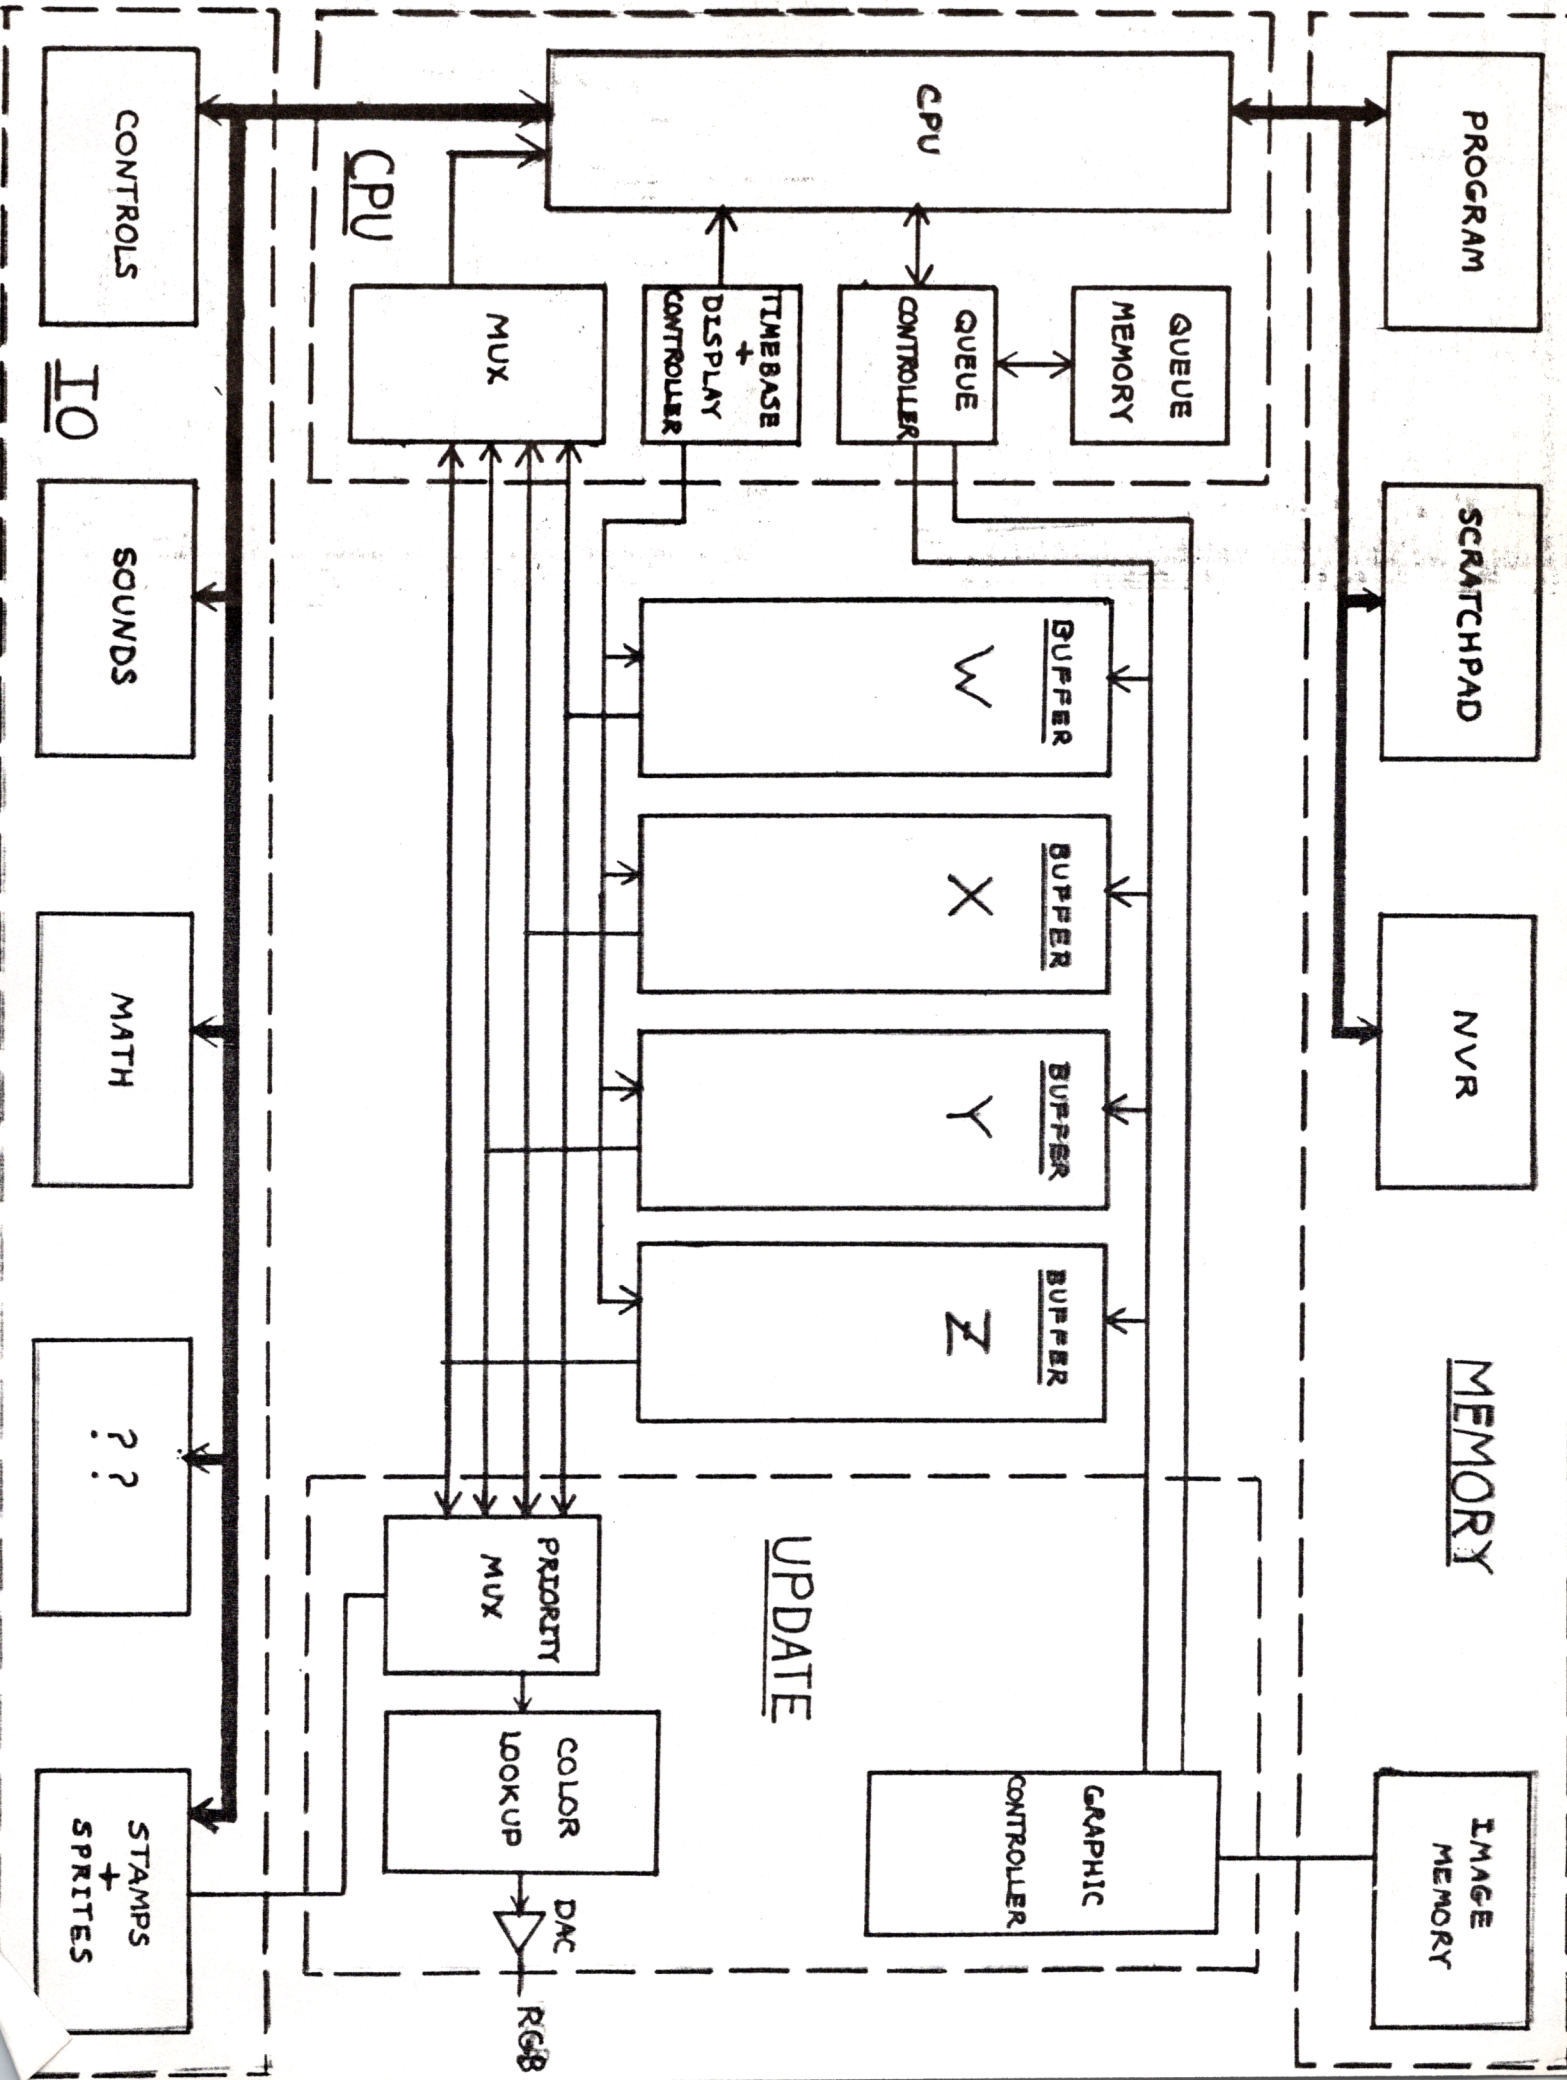 PROGRAM
SCRATCHPAD
NVR
MEMORY
IMAGE
MEMORY
CPU
QUEUE
MEMORY
QUEUE
CONTROLLER
TIMEBASE
+
DISPLAY
CONTROLLER
MUX
CPU
BUFFER
W
BUFFER
X
BUFFER
Y
BUFFER
Z
GRAPHIC
CONTROLLER
UPDATE
PRIORITY
MUX
COLOR
LOOKUP
DAC
RGB
IO
CONTROLS
SOUNDS
MATH
??
STAMPS
+
SPRITES